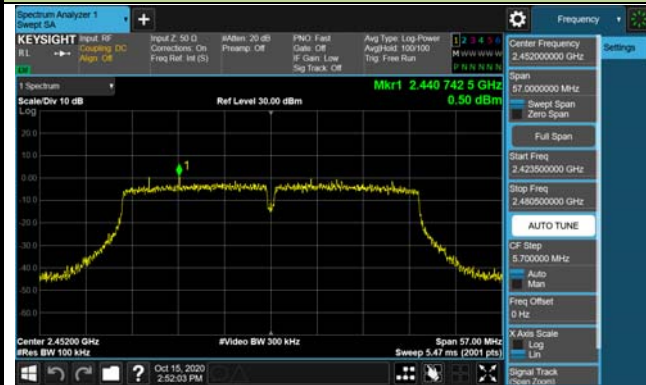 Spectrum Analyzer 1
Swept SA
+
Frequency
KEYSIGHT
RL
Input: RF
Coupling: DC
Align: Off
Input Z: 50 Ω
Corrections: On
Freq Ref: Int (S)
#Atten: 20 dB
Preamp: Off
PNO: Fast
Gate: Off
IF Gain: Low
Sig Track: Off
Avg Type: Log-Power
Avg|Hold: 100/100
Trig: Free Run
1 2 3 4 5 6
M W W W W W
P N N N N N
1 Spectrum
Scale/Div 10 dB
Log
Ref Level 30.00 dBm
Mkr1 2.440 742 5 GHz
0.50 dBm
20.0
10.0
0.00
-10.0
-20.0
-30.0
-40.0
-50.0
-60.0
1
Center 2.45200 GHz
#Res BW 100 kHz
#Video BW 300 kHz
Span 57.00 MHz
Sweep 5.47 ms (2001 pts)
Oct 15, 2020
2:52:03 PM
Center Frequency
2.452000000 GHz
Settings
Span
57.0000000 MHz
Swept Span
Zero Span
Full Span
Start Freq
2.423500000 GHz
Stop Freq
2.480500000 GHz
AUTO TUNE
CF Step
5.700000 MHz
Auto
Man
Freq Offset
0 Hz
X Axis Scale
Log
Lin
Signal Track
(Span Zoom)